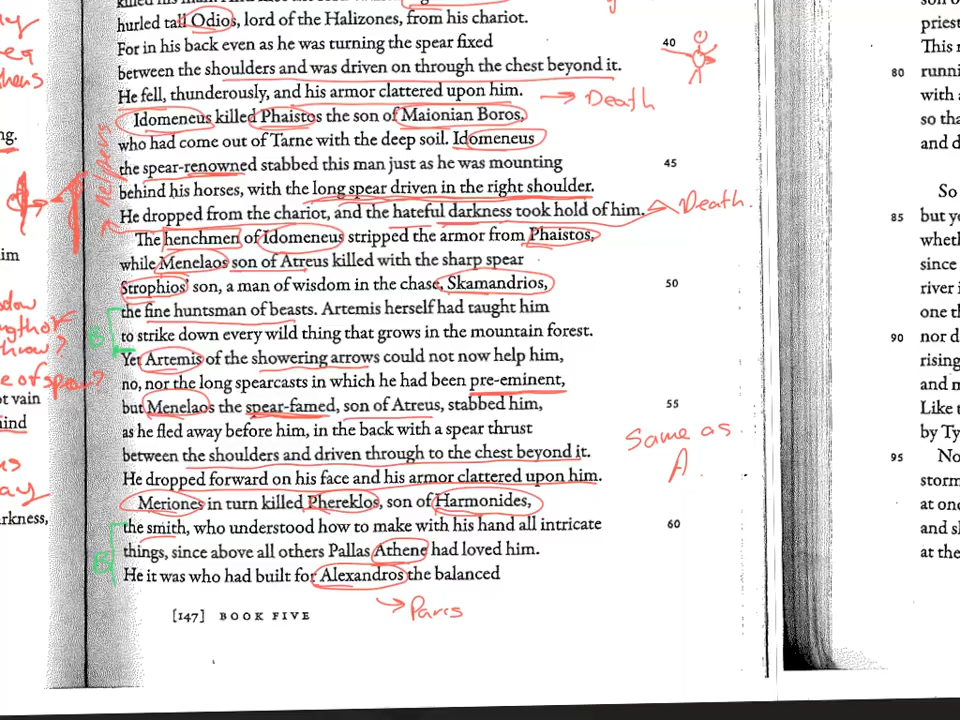 hurled tall Odios, lord of the Halizones, from his chariot.
For in his back even as he was turning the spear fixed
40
between the shoulders and was driven on through the chest beyond it.
He fell, thunderously, and his armor clattered upon him.
→ Death
Idomeneus killed Phaistos the son of Maionian Boros,
who had come out of Tarne with the deep soil. Idomeneus
the spear-renowned stabbed this man just as he was mounting
45
behind his horses, with the long spear driven in the right shoulder.
He dropped from the chariot, and the hateful darkness took hold of him.
Death.
The henchmen of Idomeneus stripped the armor from Phaistos,
while Menelaos son of Atreus killed with the sharp spear
Strophios' son, a man of wisdom in the chase, Skamandrios,
50
the fine huntsman of beasts. Artemis herself had taught him
to strike down every wild thing that grows in the mountain forest.
Yet Artemis of the showering arrows could not now help him,
no, nor the long spearcasts in which he had been pre-eminent,
but Menelaos the spear-famed, son of Atreus, stabbed him,
55
as he fled away before him, in the back with a spear thrust
between the shoulders and driven through to the chest beyond it.
He dropped forward on his face and his armor clattered upon him.
Same as
A.
Meriones in turn killed Phereklos, son of Harmonides,
the smith, who understood how to make with his hand all intricate
60
things, since above all others Pallas Athene had loved him.
He it was who had built for Alexandros the balanced
→ Paris
[147] BOOK FIVE
helpers
B
B
ng.
im
e of spear?
ot vain
ind
arkness,
priest
This
80 runni
with a
so tha
and d
So
85 but yo
wheth
since
river i
one th
90 nor d
rising
and m
Like t
by Ty
95 No
storm
at onc
and sl
at the